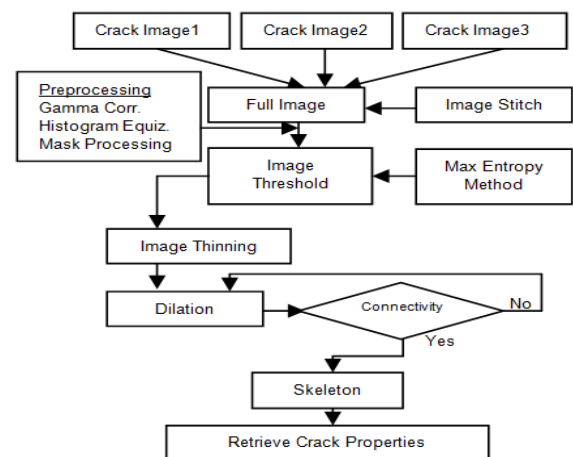 Crack Image1
Crack Image2
Crack Image3
Preprocessing
Gamma Corr.
Histogram Equiz.
Mask Processing
Full Image
Image Stitch
Image
Threshold
Max Entropy
Method
Image Thinning
Dilation
Connectivity
No
Yes
Skeleton
Retrieve Crack Properties